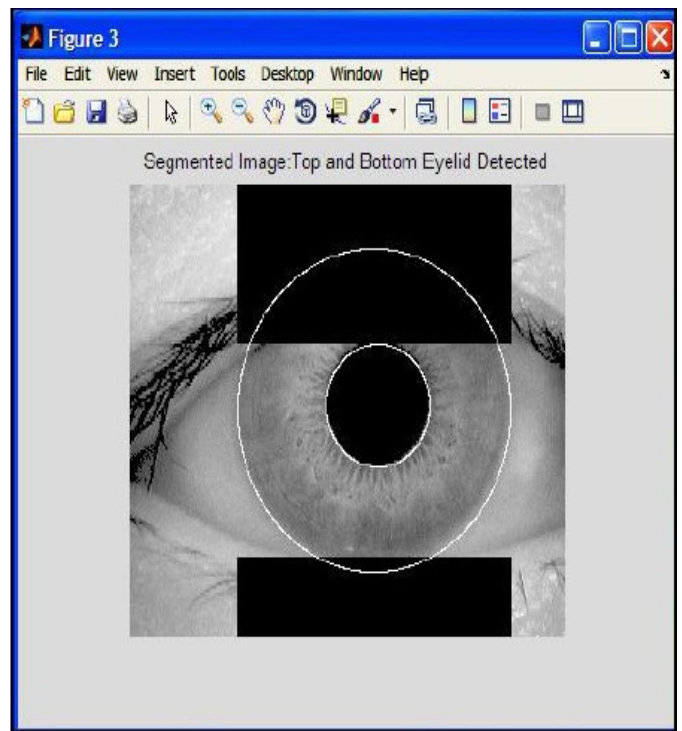 Figure 3
File Edit View Insert Tools Desktop Window Help
Segmented Image:Top and Bottom Eyelid Detected